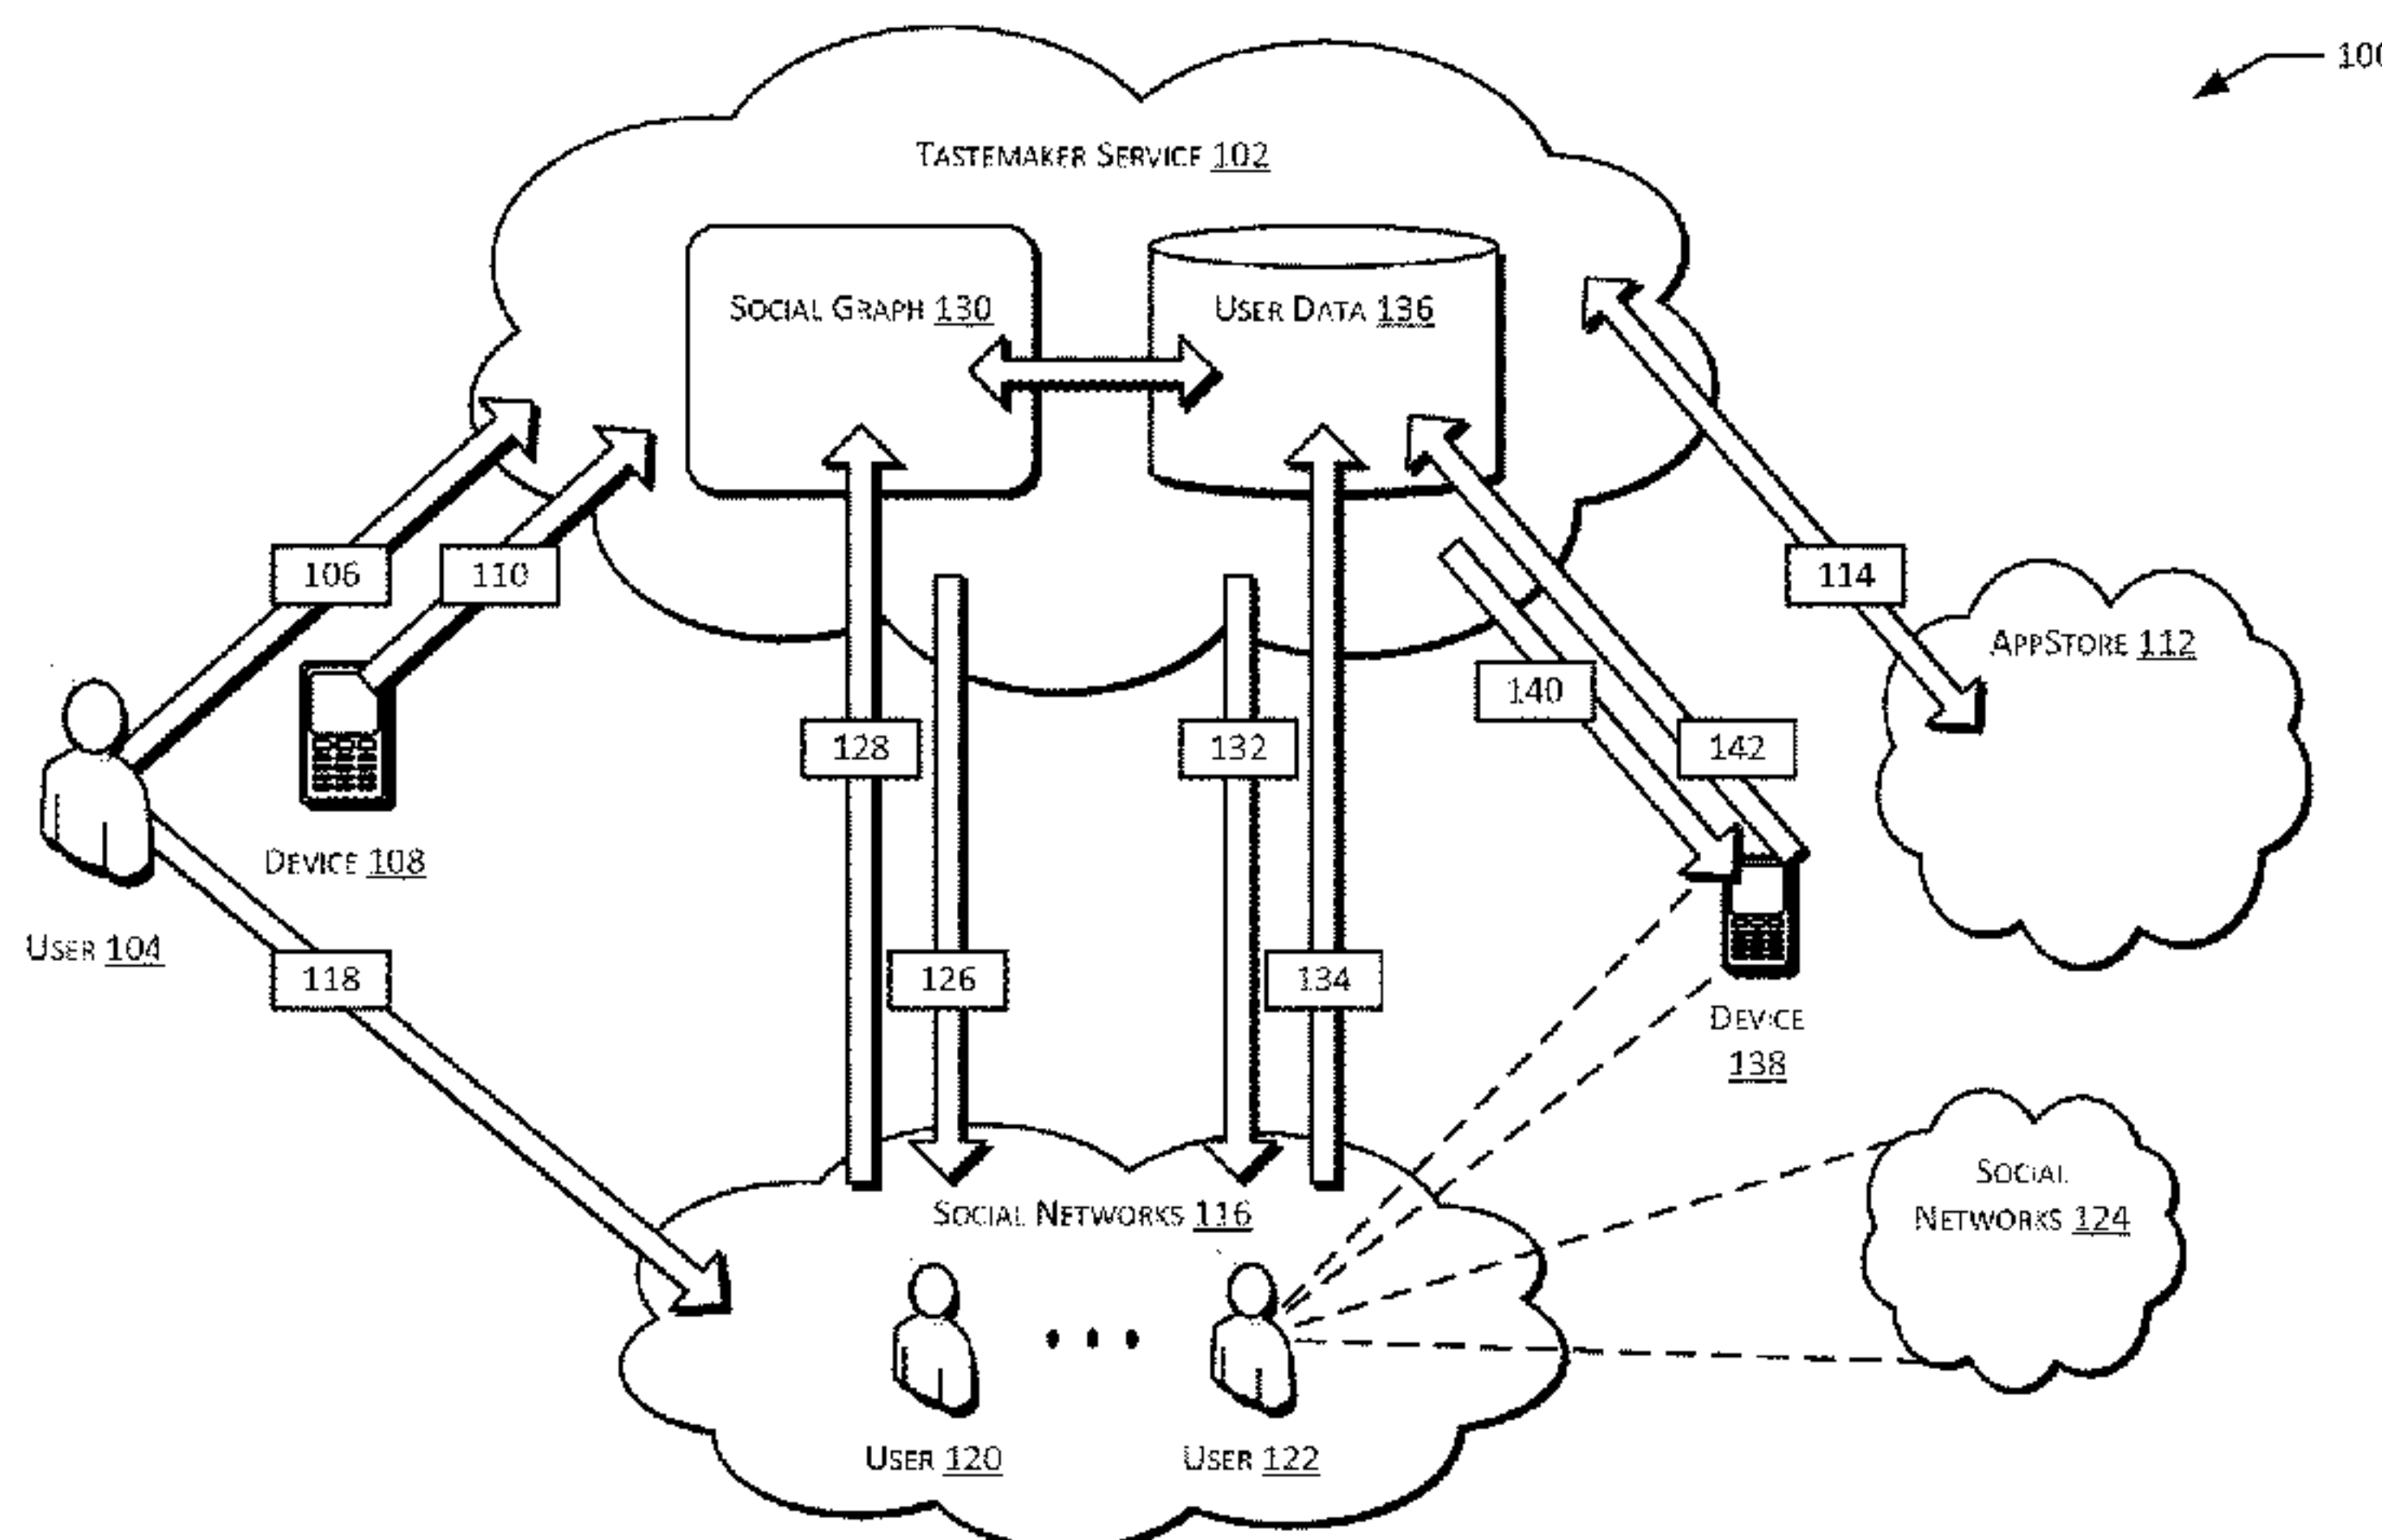 100
TASTEMAKER SERVICE 102
SOCIAL GRAPH 130
USER DATA 136
106
110
114
APPSTORE 112
140
128
132
142
DEVICE 108
USER 104
118
126
134
DEVICE
138
SOCIAL
NETWORKS 124
SOCIAL NETWORKS 116
USER 120
USER 122